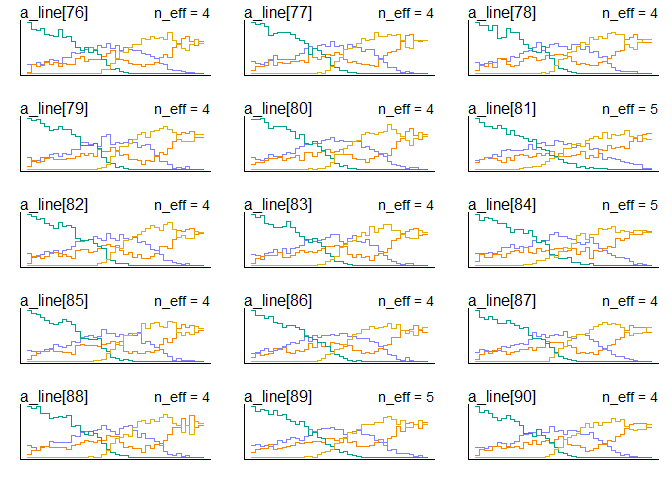 a_line[76] n_eff = 4 a_line[77] n_eff = 4 a_line[78] n_eff = 4
a_line[79] n_eff = 4 a_line[80] n_eff = 4 a_line[81] n_eff = 5
a_line[82] n_eff = 4 a_line[83] n_eff = 4 a_line[84] n_eff = 5
a_line[85] n_eff = 4 a_line[86] n_eff = 4 a_line[87] n_eff = 4
a_line[88] n_eff = 4 a_line[89] n_eff = 5 a_line[90] n_eff = 4